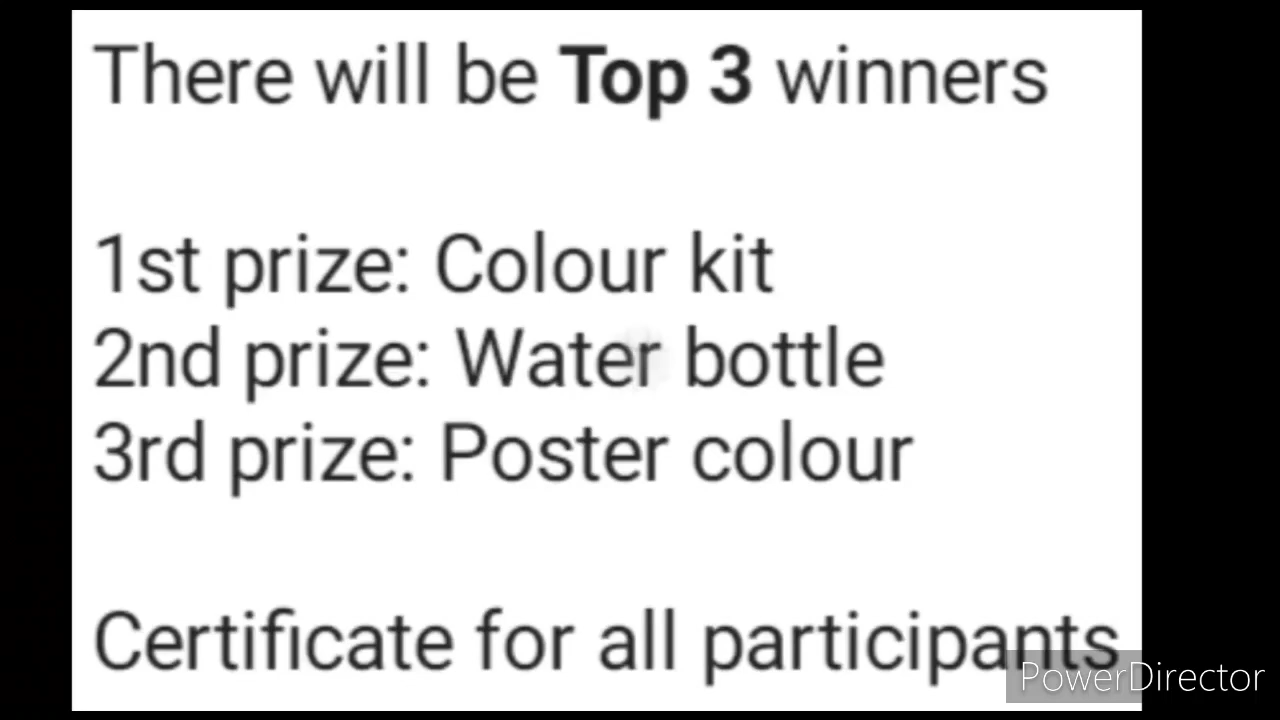 There will be Top 3 winners
1st prize: Colour kit
2nd prize: Water bottle
3rd prize: Poster colour
Certificate for all participants
PowerDirector